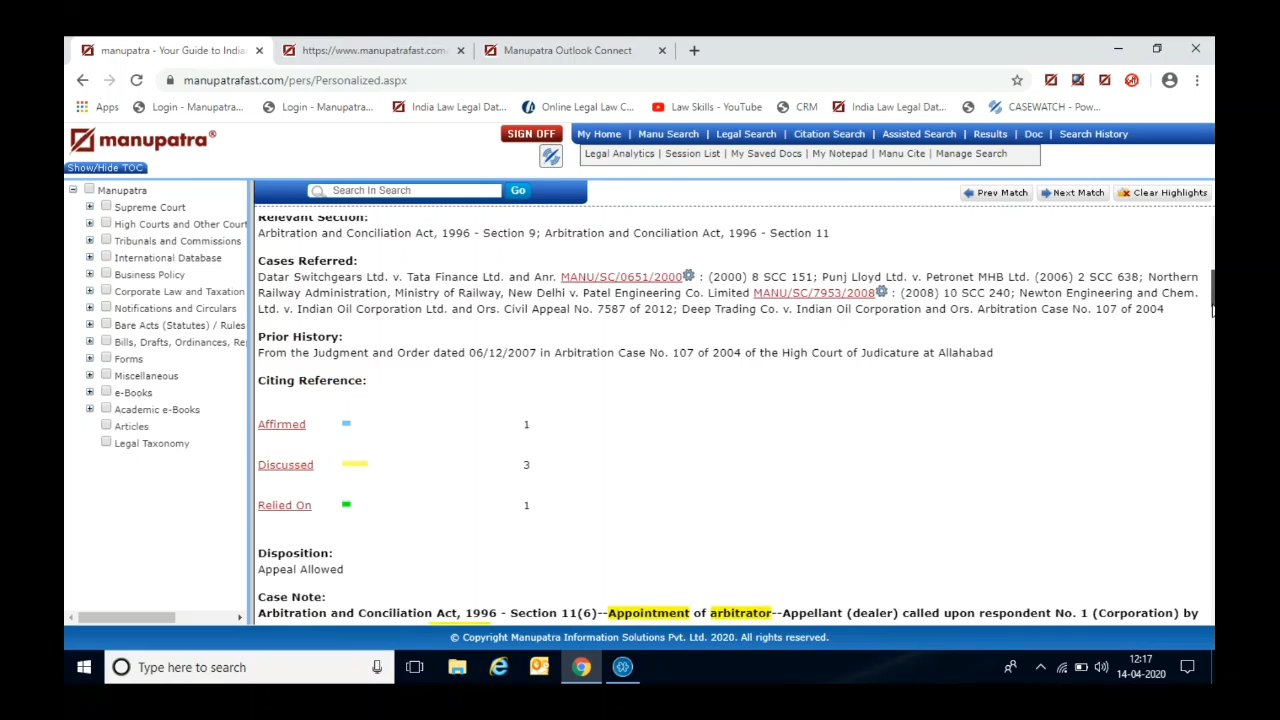 manupatra - Your Guide to India
https://www.manupatrafast.com
Manupatra Outlook Connect
manupatrafast.com/pers/Personalized.aspx
Apps
Login - Manupatra...
Login - Manupatra...
India Law Legal Dat...
Online Legal Law C...
Law Skills - YouTube
CRM
India Law Legal Dat...
CASEWATCH - Pow...
manupatra®
SIGN OFF
My Home | Manu Search | Legal Search | Citation Search | Assisted Search | Results | Doc | Search History
Legal Analytics | Session List | My Saved Docs | My Notepad | Manu Cite | Manage Search
Show/Hide TOC
Manupatra
Supreme Court
High Courts and Other Court
Tribunals and Commissions
International Database
Business Policy
Corporate Law and Taxation
Notifications and Circulars
Bare Acts (Statutes) / Rules
Bills, Drafts, Ordinances, Re
Forms
Miscellaneous
e-Books
Academic e-Books
Articles
Legal Taxonomy
Search In Search
Go
Prev Match
Next Match
Clear Highlights
Relevant Section:
Arbitration and Conciliation Act, 1996 - Section 9; Arbitration and Conciliation Act, 1996 - Section 11
Cases Referred:
Datar Switchgears Ltd. v. Tata Finance Ltd. and Anr. MANU/SC/0651/2000 : (2000) 8 SCC 151; Punj Lloyd Ltd. v. Petronet MHB Ltd. (2006) 2 SCC 638; Northern
Railway Administration, Ministry of Railway, New Delhi v. Patel Engineering Co. Limited MANU/SC/7953/2008 : (2008) 10 SCC 240; Newton Engineering and Chem.
Ltd. v. Indian Oil Corporation Ltd. and Ors. Civil Appeal No. 7587 of 2012; Deep Trading Co. v. Indian Oil Corporation and Ors. Arbitration Case No. 107 of 2004
Prior History:
From the Judgment and Order dated 06/12/2007 in Arbitration Case No. 107 of 2004 of the High Court of Judicature at Allahabad
Citing Reference:
Affirmed 1
Discussed 3
Relied On 1
Disposition:
Appeal Allowed
Case Note:
Arbitration and Conciliation Act, 1996 - Section 11(6)--Appointment of arbitrator--Appellant (dealer) called upon respondent No. 1 (Corporation) by
© Copyright Manupatra Information Solutions Pvt. Ltd. 2020. All rights reserved.
Type here to search
12:17
14-04-2020